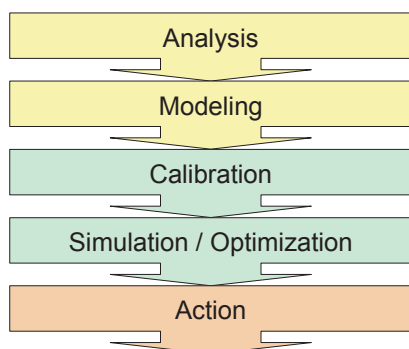 Analysis
Modeling
Calibration
Simulation / Optimization
Action